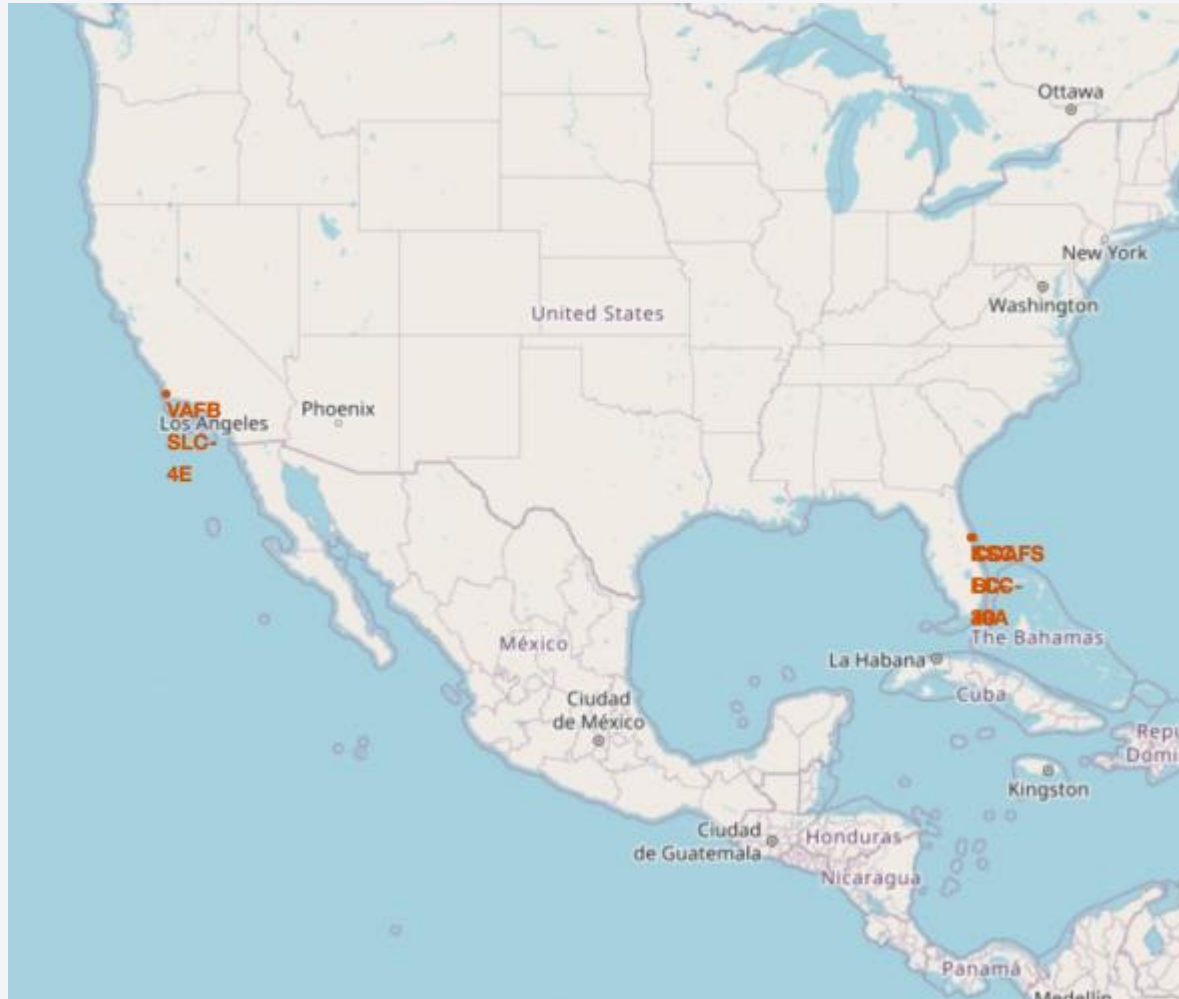 Ottawa
New York
Washington
United States
VAFB
SLC-
4E
Los Angeles
Phoenix
The Bahamas
La Habana
Cuba
México
Ciudad
de México
Kingston
Ciudad
de Guatemala
Honduras
Nicaragua
Panamá